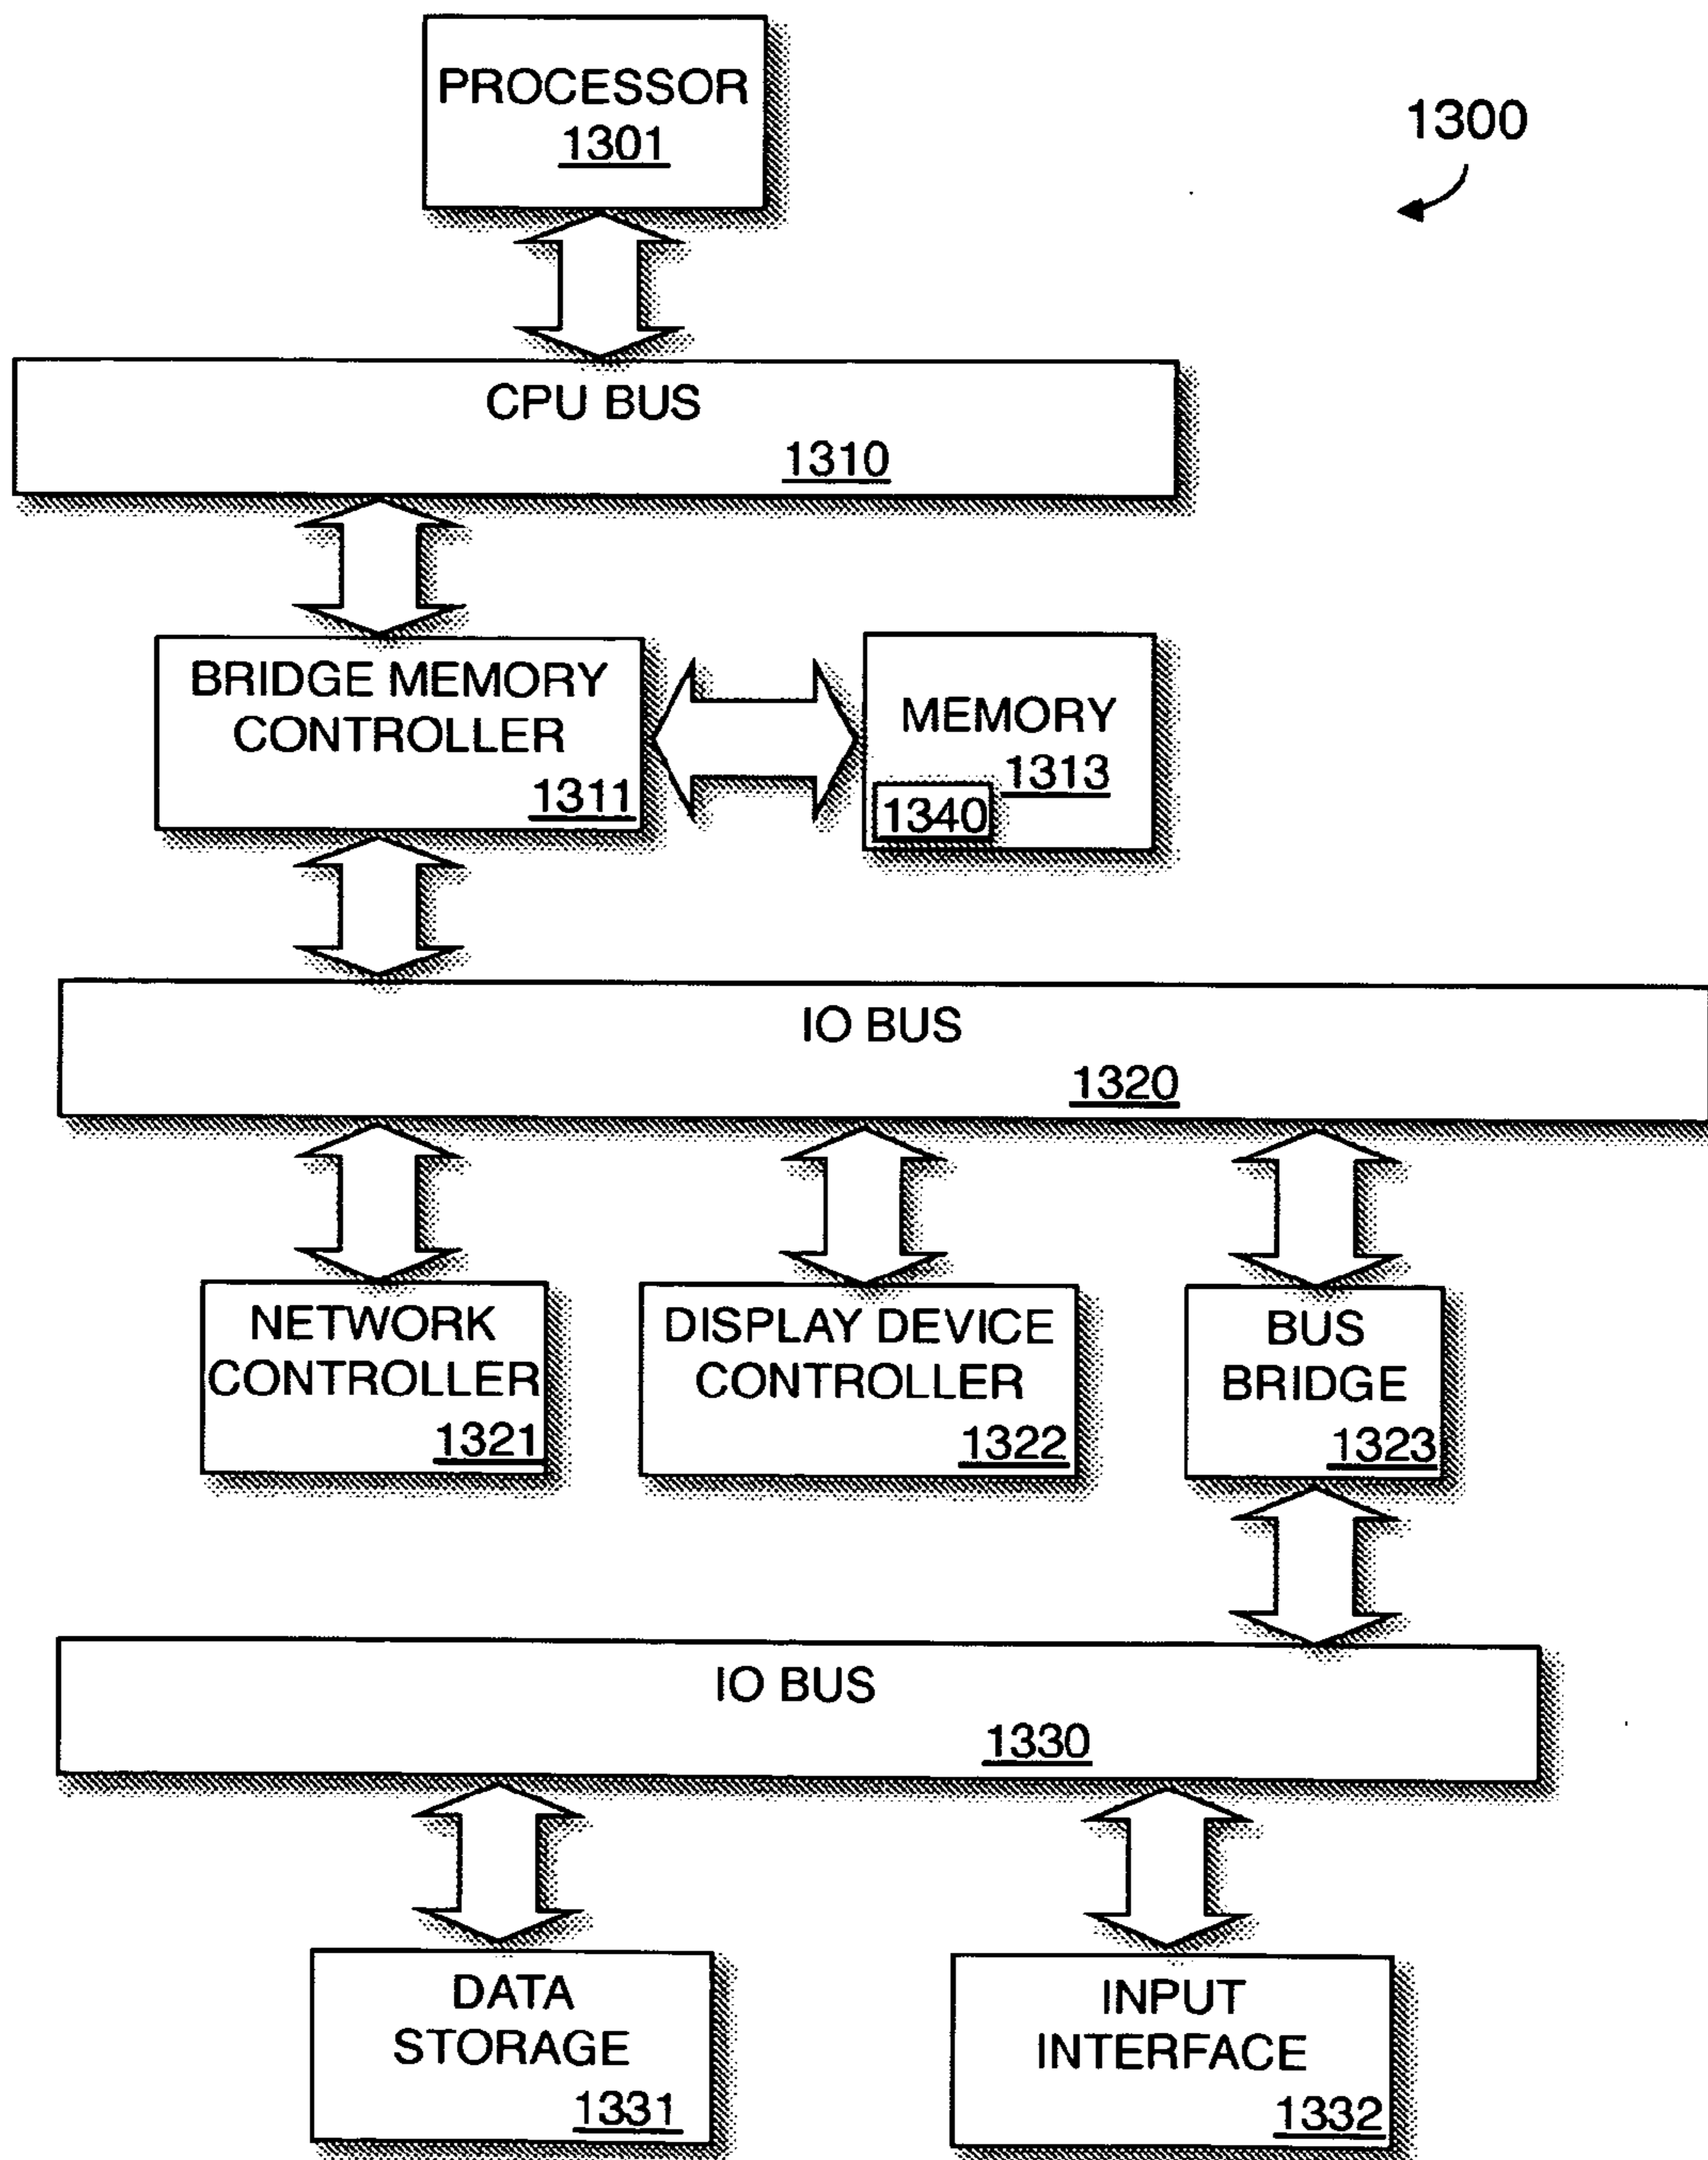 PROCESSOR
1301
1300
CPU BUS
1310
BRIDGE MEMORY
CONTROLLER
1311
MEMORY
1313
1340
IO BUS
1320
NETWORK
CONTROLLER
1321
DISPLAY DEVICE
CONTROLLER
1322
BUS
BRIDGE
1323
IO BUS
1330
DATA
STORAGE
1331
INPUT
INTERFACE
1332